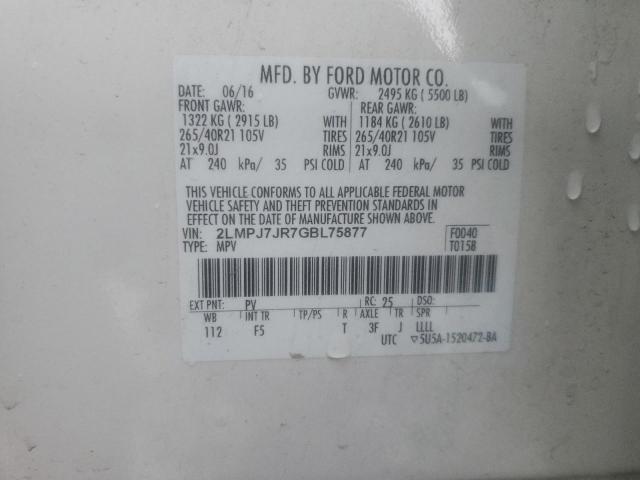 MFD. BY FORD MOTOR CO.
DATE: 06/16 GVWR: 2495 KG ( 5500 LB)
FRONT GAWR: REAR GAWR:
1322 KG ( 2915 LB) WITH 1184 KG ( 2610 LB) WITH
265/40R21 105V TIRES 265/40R21 105V TIRES
21x9.0J RIMS 21x9.0J RIMS
AT 240 kPa/ 35 PSI COLD AT 240 kPa/ 35 PSI COLD
THIS VEHICLE CONFORMS TO ALL APPLICABLE FEDERAL MOTOR
VEHICLE SAFETY AND THEFT PREVENTION STANDARDS IN
EFFECT ON THE DATE OF MANUFACTURE SHOWN ABOVE.
VIN: 2LMPJ7JR7GBL75877 F0040
TYPE: MPV T0158
EXT PNT: PV RC: 25 DSO:
WB INT TR TP/PS R AXLE TR SPR
112 F5 T 3F J LLLL
UTC ▽5U5A-1520472-BA